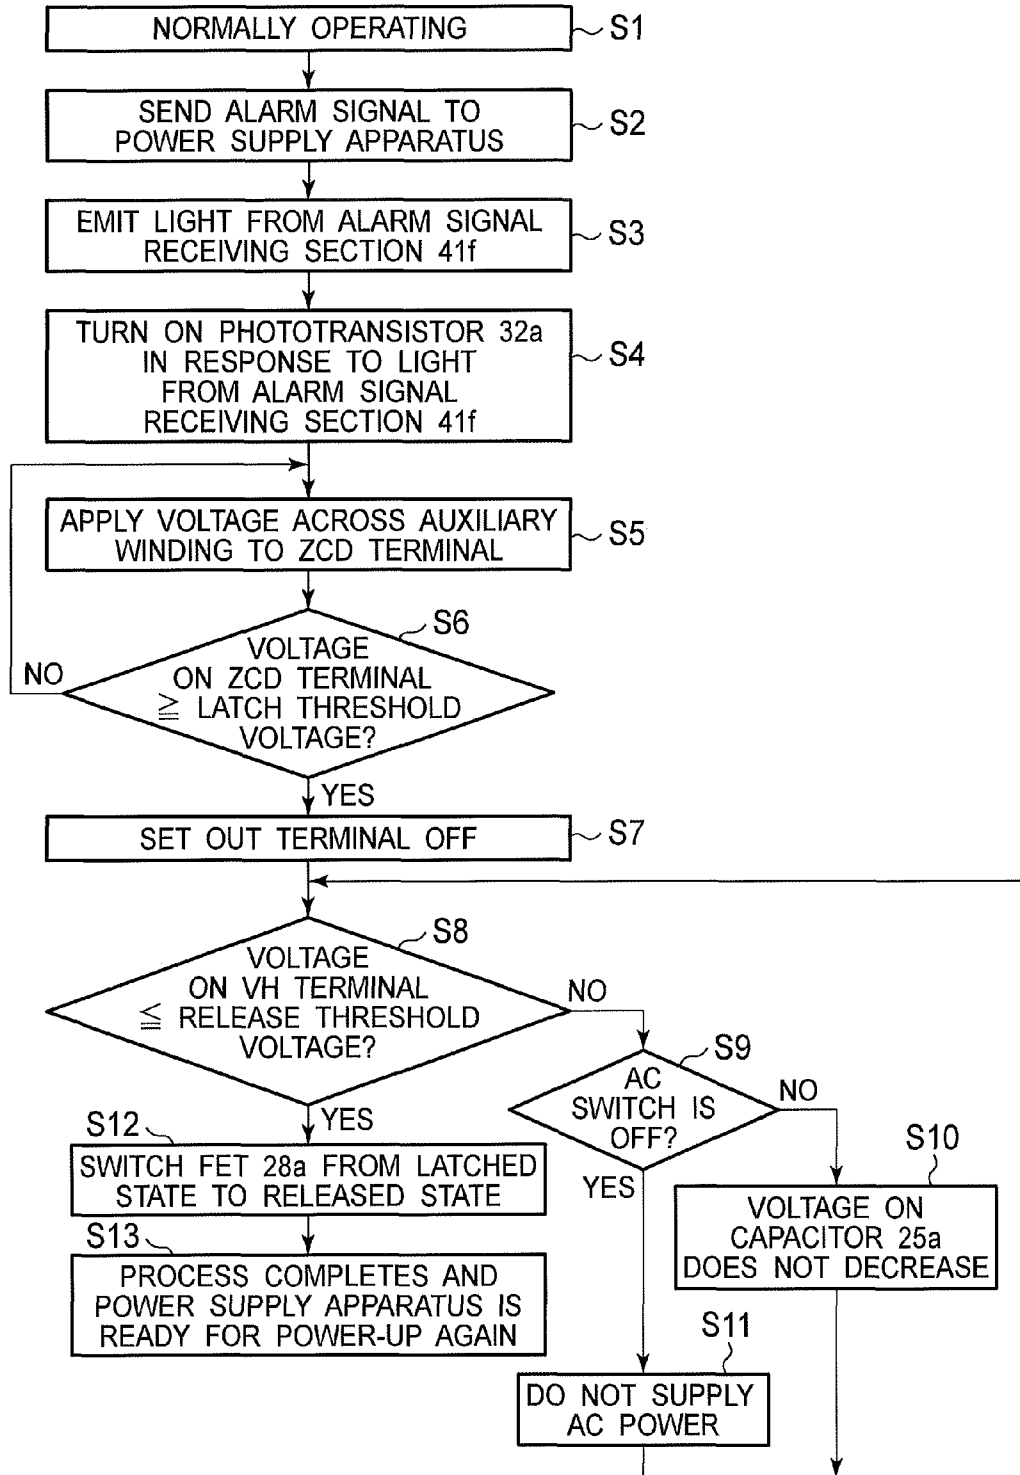 NORMALLY OPERATING
S1
SEND ALARM SIGNAL TO
POWER SUPPLY APPARATUS
S2
EMIT LIGHT FROM ALARM SIGNAL
RECEIVING SECTION 41f
S3
TURN ON PHOTOTRANSISTOR 32a
IN RESPONSE TO LIGHT
FROM ALARM SIGNAL
RECEIVING SECTION 41f
S4
APPLY VOLTAGE ACROSS AUXILIARY
WINDING TO ZCD TERMINAL
S5
S6
VOLTAGE
ON ZCD TERMINAL
≧ LATCH THRESHOLD
VOLTAGE?
NO
YES
SET OUT TERMINAL OFF
S7
S8
VOLTAGE
ON VH TERMINAL
≦ RELEASE THRESHOLD
VOLTAGE?
NO
YES
S9
AC
SWITCH IS
OFF?
NO
YES
S10
VOLTAGE ON
CAPACITOR 25a
DOES NOT DECREASE
S11
DO NOT SUPPLY
AC POWER
S12
SWITCH FET 28a FROM LATCHED
STATE TO RELEASED STATE
S13
PROCESS COMPLETES AND
POWER SUPPLY APPARATUS IS
READY FOR POWER-UP AGAIN